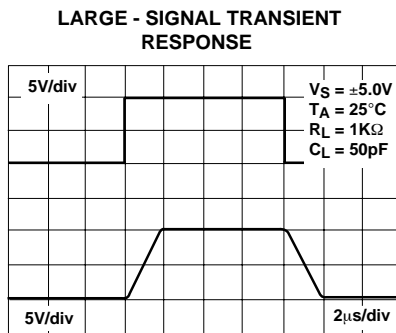 LARGE - SIGNAL TRANSIENT
RESPONSE
5V/div
VS = ±5.0V
TA = 25°C
RL = 1KΩ
CL = 50pF
5V/div
2μs/div